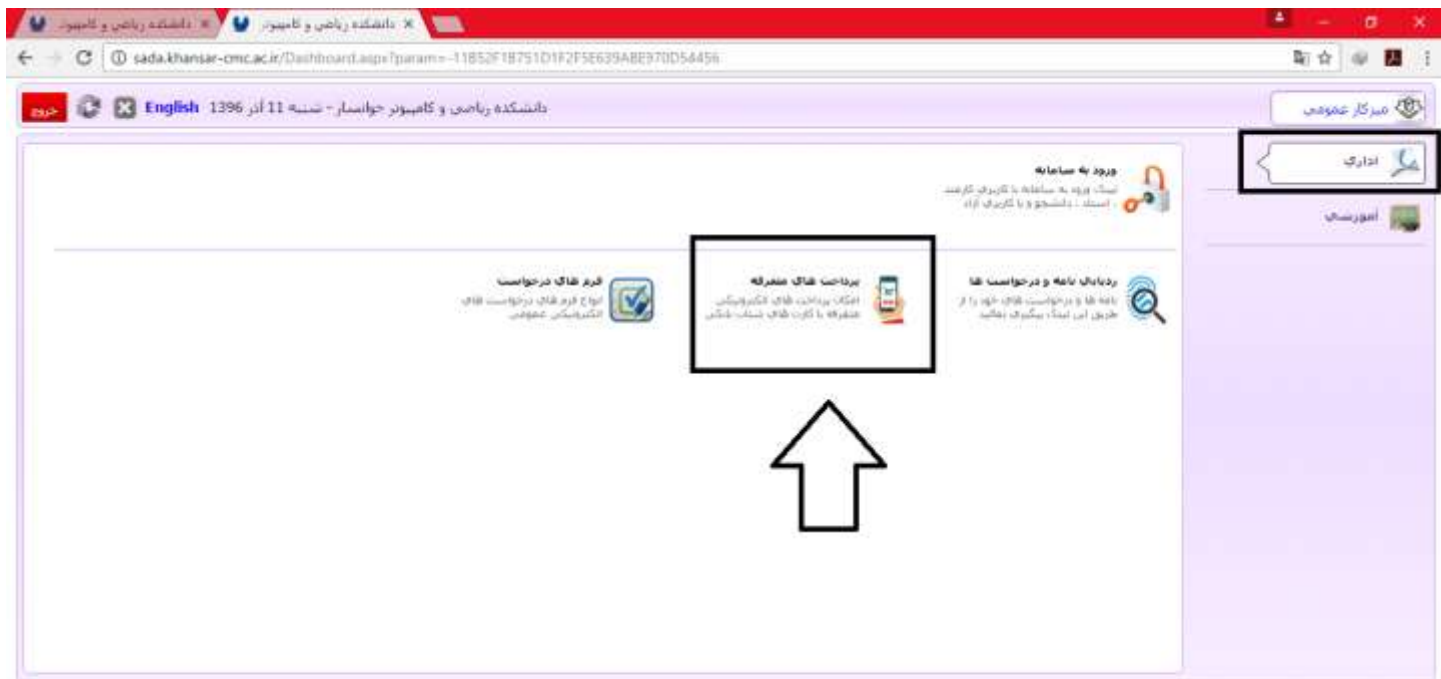 دانشکده ریاضی و کامپیوتر
دانشکده ریاضی و کامپیوتر
sada.khansar-cmc.ac.ir/Dashboard.aspx?param=
میزکار عمومی
دانشکده ریاضی و کامپیوتر خوانسار - شنبه 11 آذر 1396 English
خروج
اداری
آموزشی
ورود به سامانه
لینک ورود به سامانه با کاربری کارمند
، استاد ، دانشجو و یا کاربری آزاد
ردیابی نامه و درخواست ها
نامه ها و درخواست های خود را از
طریق این لینک پیگیری نمائید
پرداخت های متفرقه
امکان پرداخت های الکترونیکی
متفرقه با کارت های شتاب بانکی
فرم های درخواست
انواع فرم های درخواست های
الکترونیکی عمومی